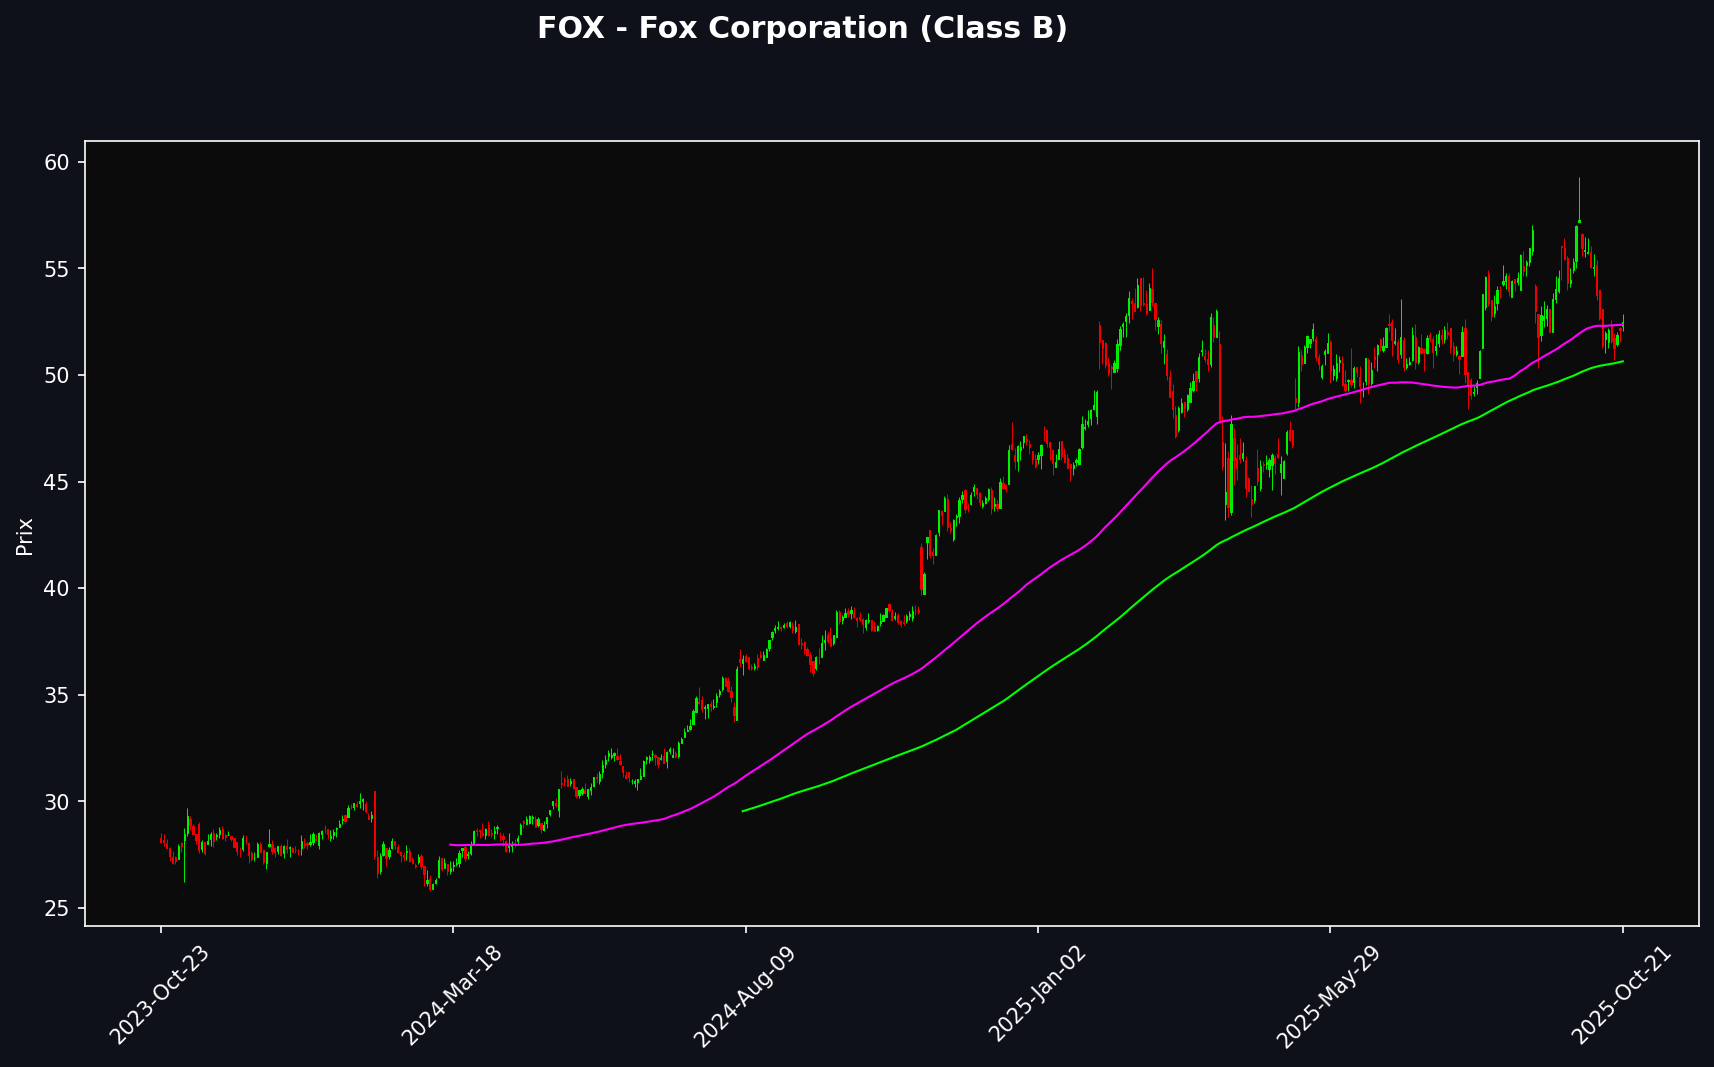 FOX - Fox Corporation (Class B)
60
55
50
45
40
35
30
25
Prix
2023-Oct-23
2024-Mar-18
2024-Aug-09
2025-Jan-02
2025-May-29
2025-Oct-21